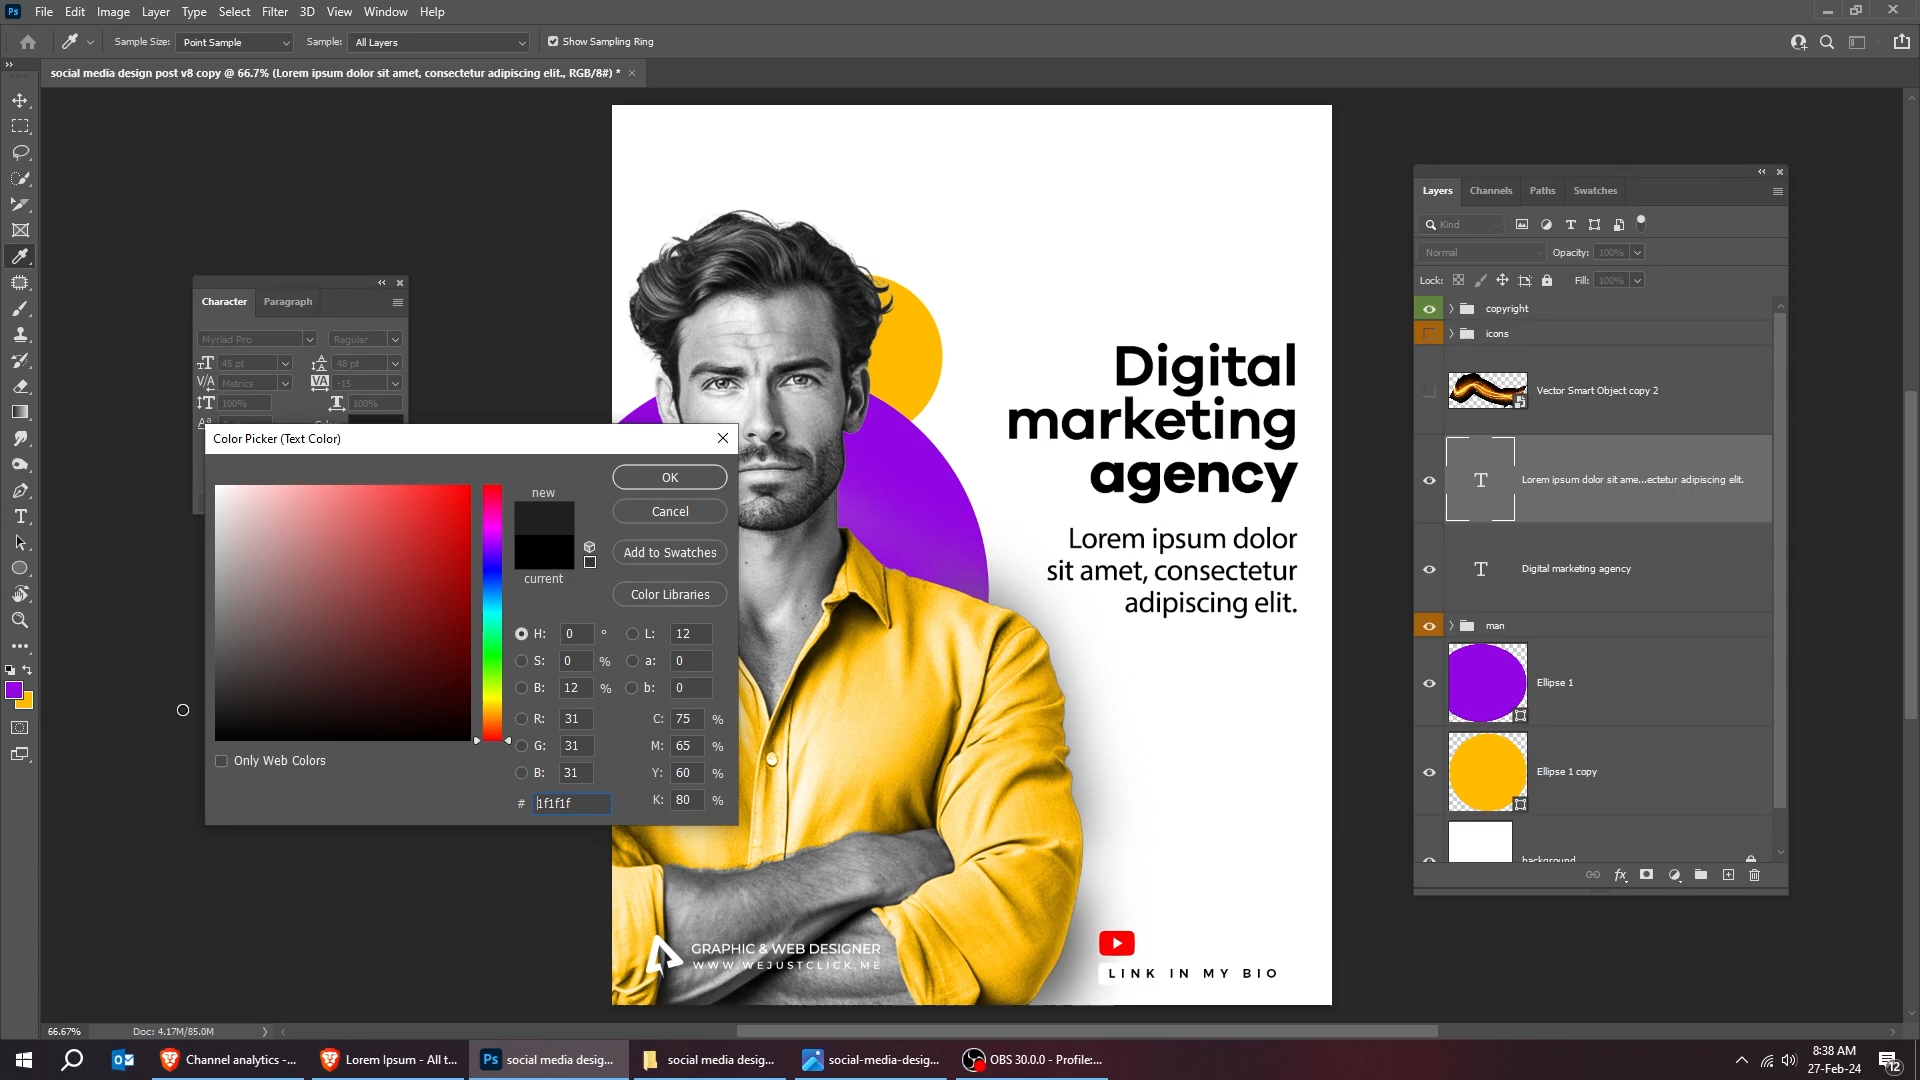 File Edit Image Layer Type Select Filter 3D View Window Help
Sample Size: Point Sample Sample: All Layers Show Sampling Ring
social media design post v8 copy @ 66.7% (Lorem ipsum dolor sit amet, consectetur adipiscing elit., RGB/8#) *
Character Paragraph
Myriad Pro Regular
45 pt 48 pt
Metrics -15
100% 100%
Color Picker (Text Color)
new
current
OK
Cancel
Add to Swatches
Color Libraries
H: 0 ° L: 12
S: 0 % a: 0
B: 12 % b: 0
R: 31 C: 75 %
G: 31 M: 65 %
B: 31 Y: 60 %
# 1f1f1f K: 80 %
Only Web Colors
Digital
marketing
agency
Lorem ipsum dolor
sit amet, consectetur
adipiscing elit.
GRAPHIC & WEB DESIGNER
WWW.WEJUSTCLICK.ME
LINK IN MY BIO
Layers Channels Paths Swatches
Kind
Normal Opacity: 100%
Lock: Fill: 100%
copyright
icons
Vector Smart Object copy 2
Lorem ipsum dolor sit ame...ectetur adipiscing elit.
Digital marketing agency
man
Ellipse 1
Ellipse 1 copy
background
66.67% Doc: 4.17M/85.0M
Channel analytics -...
Lorem Ipsum - All t...
social media desig...
social media desig...
social-media-desig...
OBS 30.0.0 - Profile:...
8:38 AM
27-Feb-24
12